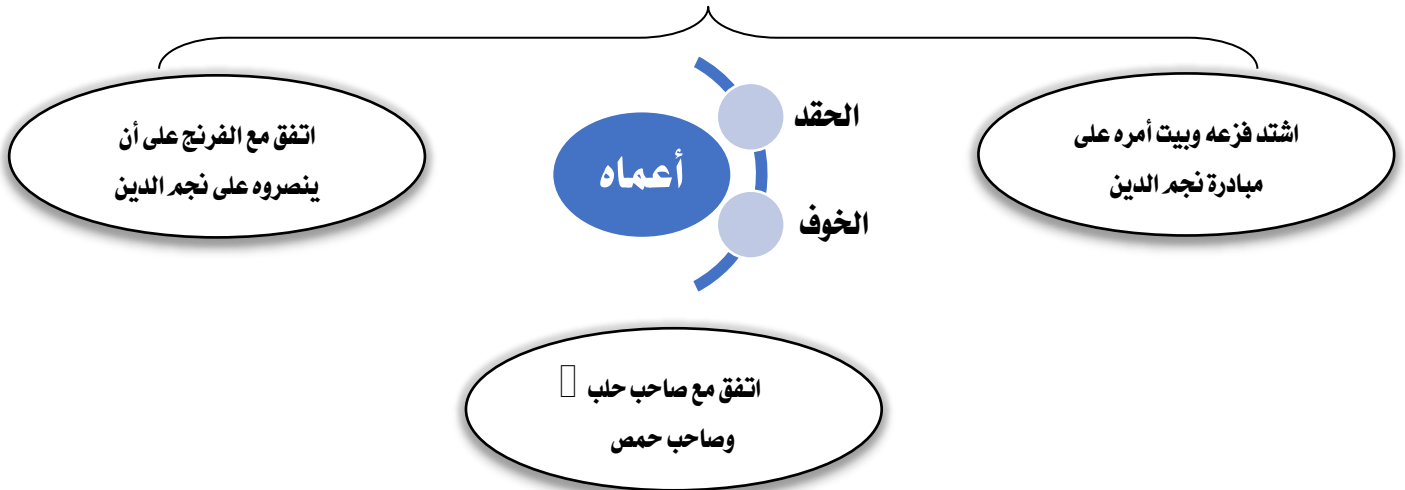 اشتد فزعه وبيت أمره على
مبادرة نجم الدين
الحقد
أعماه
الخوف
اتفق مع الفرنج على أن
ينصروه على نجم الدين
اتفق مع صاحب حلب
وصاحب حمص